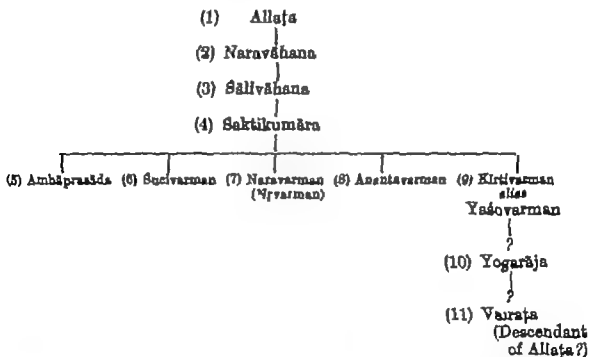 (1) Allaṭa
(2) Naravāhana
(3) Śālivāhana
(4) Śaktikumāra
(5) Ambāprasāda (6) Śucivarman (7) Naravarman (8) Anantavarman (9) Kīrtivarman
(Nṛvarman) alias
Yaśovarman
?
(10) Yogarāja
?
(11) Vairaṭa
(Descendant
of Allaṭa?)